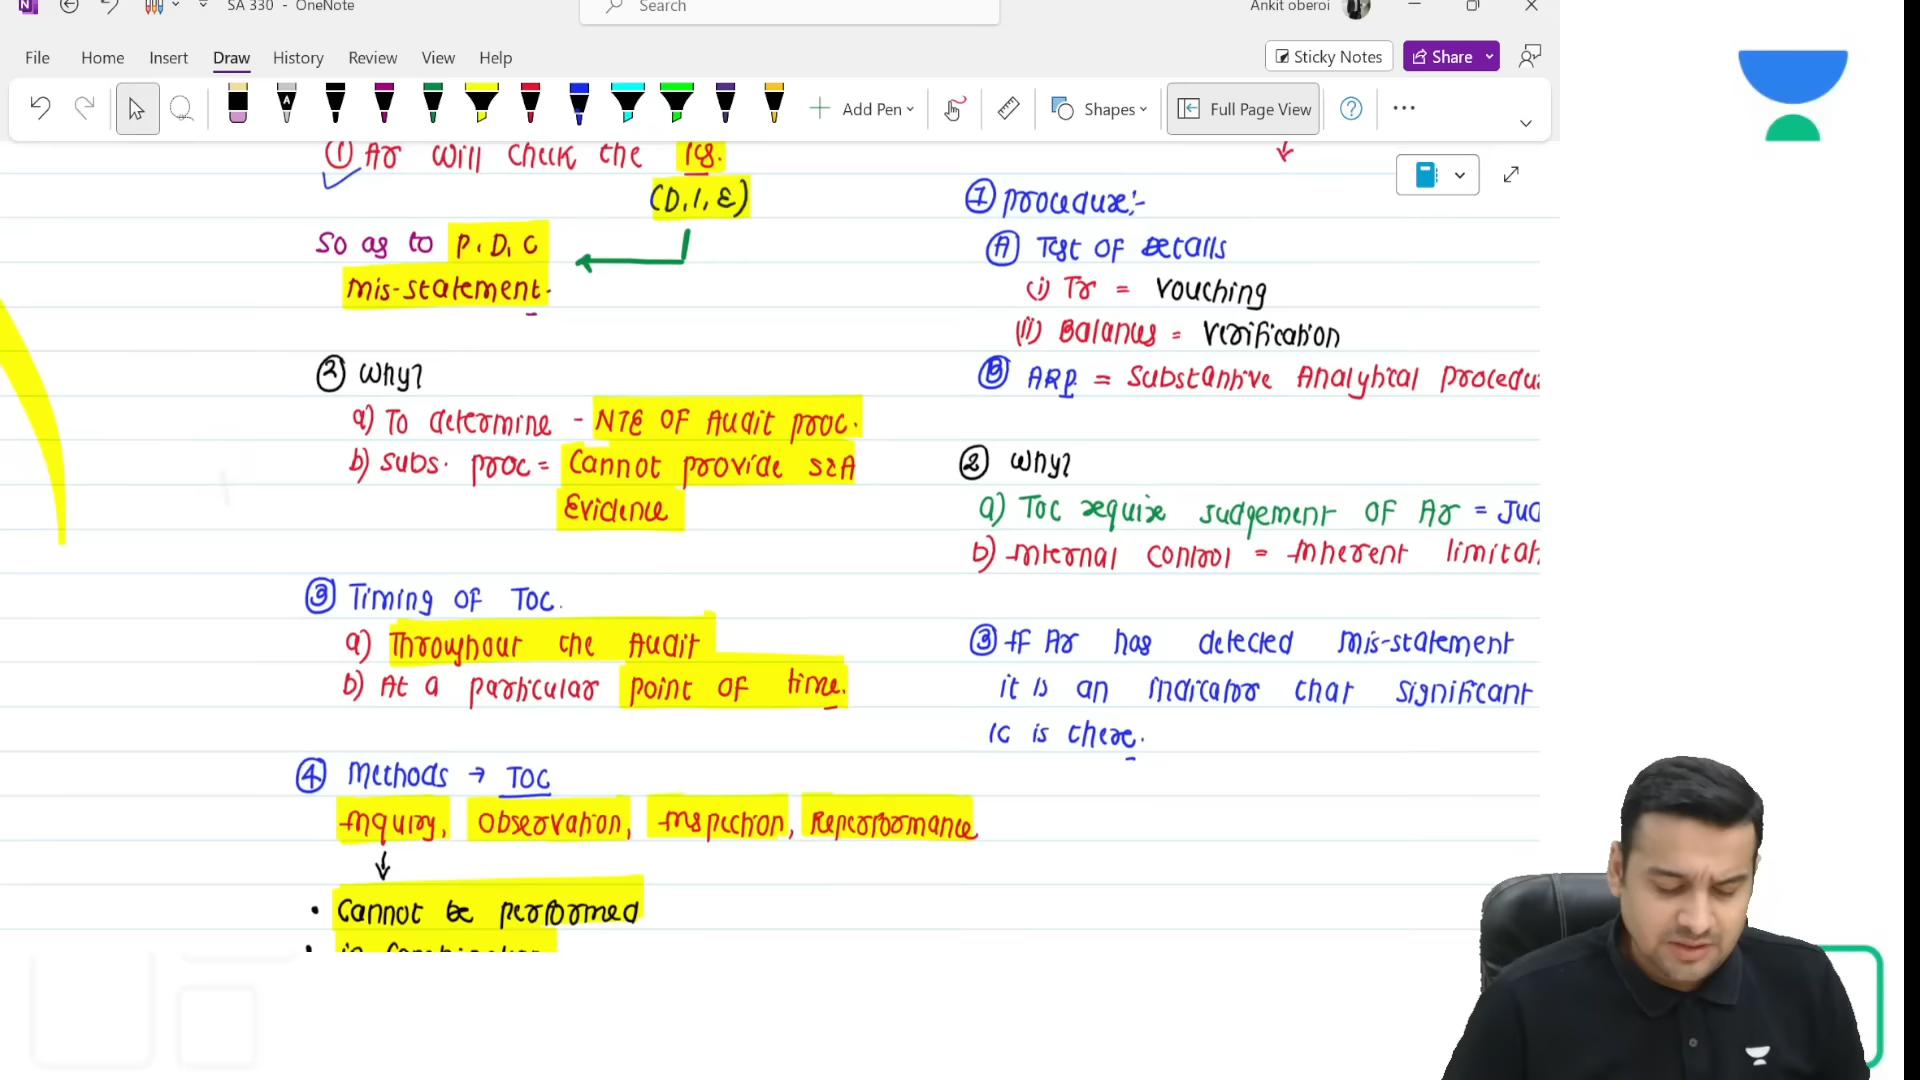 SA 330 - OneNote
Search
Ankit oberoi
File Home Insert Draw History Review View Help
Sticky Notes
Share
Add Pen
Shapes
Full Page View
① Ar will check the ICs.
(D, I, E)
So as to P, D, C
mis-statement.
② Why?
a) To determine - NTE OF Audit proc.
b) Subs. proc = Cannot provide S&A
Evidence
③ Timing OF TOC.
a) Throughout the Audit
b) At a particular point OF time.
④ Methods → TOC
Inquiry, Observation, Inspection, Reperformance
• Cannot be performed
• in Combination
① procedure:-
Ⓐ Test OF Details
(i) Tr = Vouching
(ii) Balances = Verification
Ⓑ ARP = Substantive Analytical procedu
② Why?
a) TOC require Judgement OF Ar = Jud
b) Internal Control = Inherent limitat
③ If Ar has detected Mis-statement
it is an indicator that significant
IC is there.